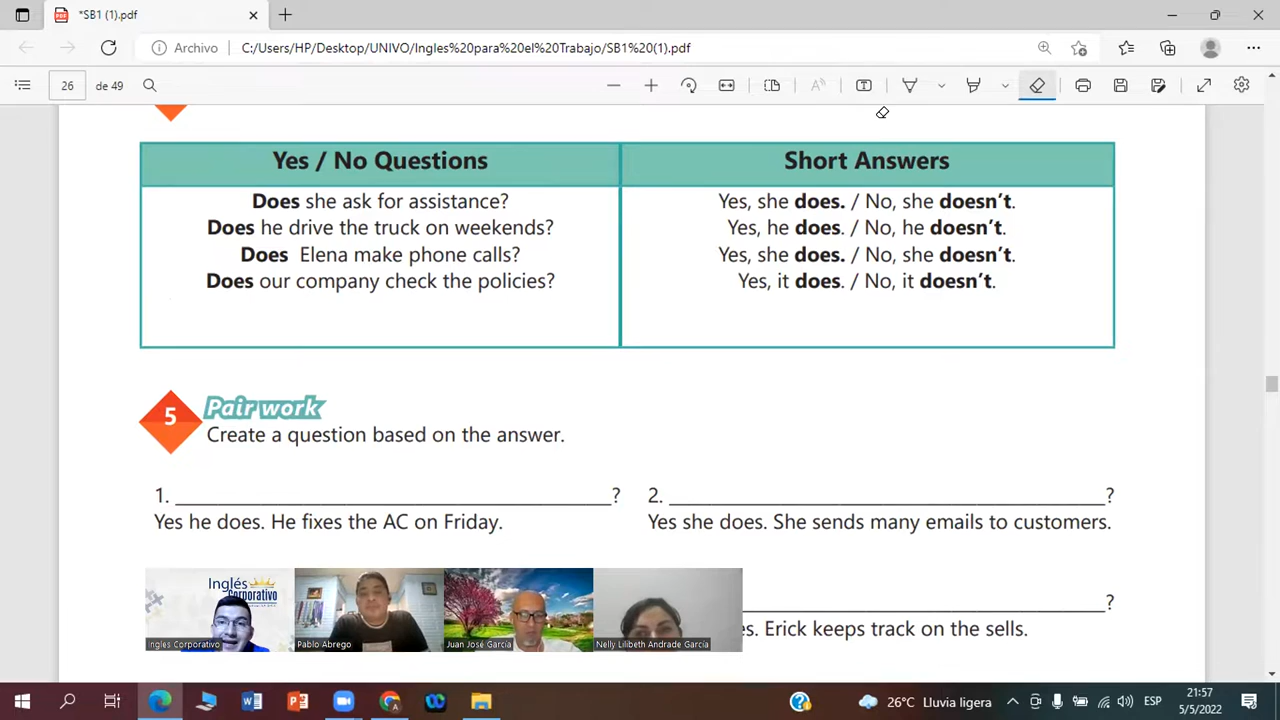 *SB1 (1).pdf
Archivo
C:/Users/HP/Desktop/UNIVO/Ingles%20para%20el%20Trabajo/SB1%20(1).pdf
26 de 49
Yes / No Questions
Short Answers
Does she ask for assistance?
Yes, she does. / No, she doesn't.
Does he drive the truck on weekends?
Yes, he does. / No, he doesn't.
Does Elena make phone calls?
Yes, she does. / No, she doesn't.
Does our company check the policies?
Yes, it does. / No, it doesn't.
5
Pair work
Create a question based on the answer.
1. ________________________________________?
2. ________________________________________?
Yes he does. He fixes the AC on Friday.
Yes she does. She sends many emails to customers.
________________________________?
es. Erick keeps track on the sells.
Inglés
Corporativo
Ingles Corporativo
Pablo Abrego
Juan José García
Nelly Lilibeth Andrade García
26°C Lluvia ligera
ESP
21:57
5/5/2022